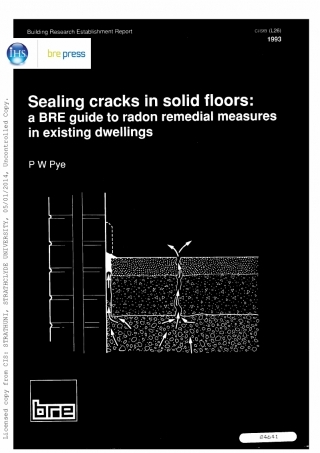 Building Research Establishment Report
CI/SfB (L26)
1993
IHS
bre press
Sealing cracks in solid floors:
a BRE guide to radon remedial measures
in existing dwellings
P W Pye
bre
Licensed copy from CIS: STRATHUNI, STRATHCLYDE UNIVERSITY, 05/01/2014, Uncontrolled Copy.